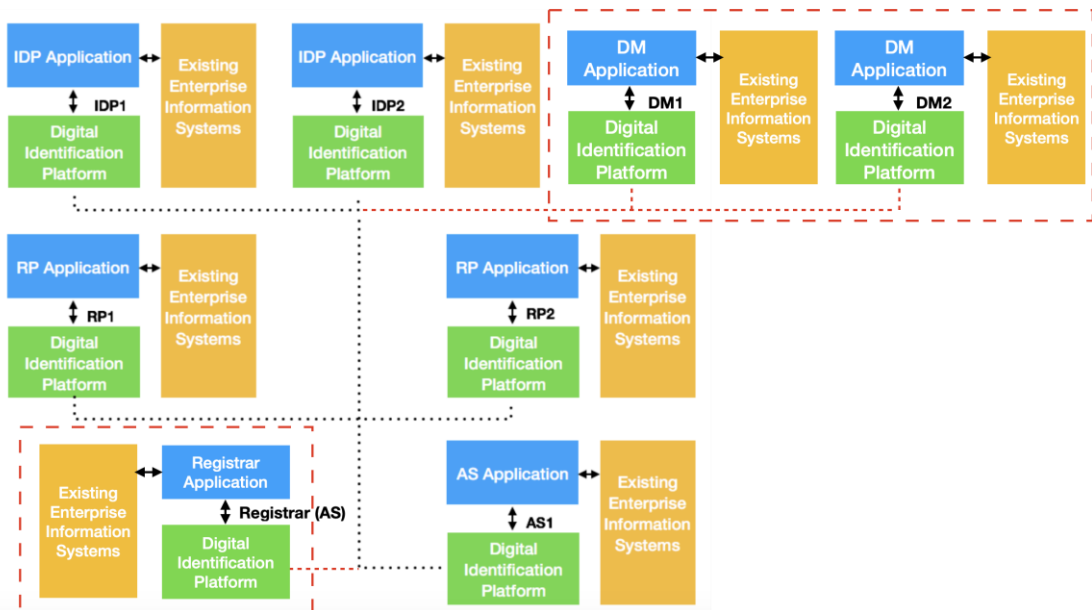 IDP Application
Existing
Enterprise
Information
Systems
IDP1
Digital
Identification
Platform
IDP Application
Existing
Enterprise
Information
Systems
IDP2
Digital
Identification
Platform
DM
Application
Existing
Enterprise
Information
Systems
DM1
Digital
Identification
Platform
DM
Application
Existing
Enterprise
Information
Systems
DM2
Digital
Identification
Platform
RP Application
Existing
Enterprise
Information
Systems
RP1
Digital
Identification
Platform
RP Application
Existing
Enterprise
Information
Systems
RP2
Digital
Identification
Platform
Existing
Enterprise
Information
Systems
Registrar
Application
Registrar (AS)
Digital
Identification
Platform
AS Application
Existing
Enterprise
Information
Systems
AS1
Digital
Identification
Platform